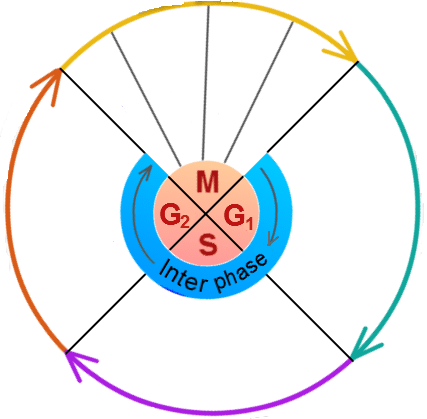 M
G₂ G₁
S
Inter phase